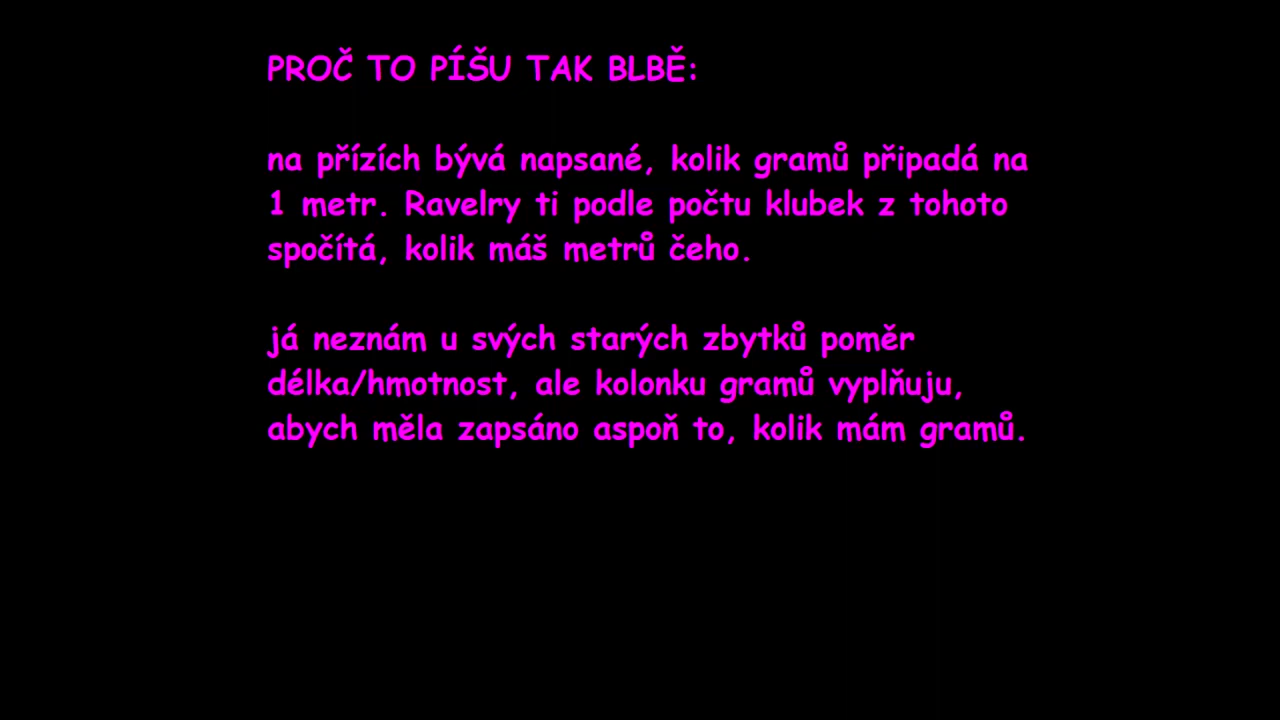 PROČ TO PÍŠU TAK BLBĚ:
na přízích bývá napsané, kolik gramů připadá na
1 metr. Ravelry ti podle počtu klubek z tohoto
spočítá, kolik máš metrů čeho.
já neznám u svých starých zbytků poměr
délka/hmotnost, ale kolonku gramů vyplňuju,
abych měla zapsáno aspoň to, kolik mám gramů.